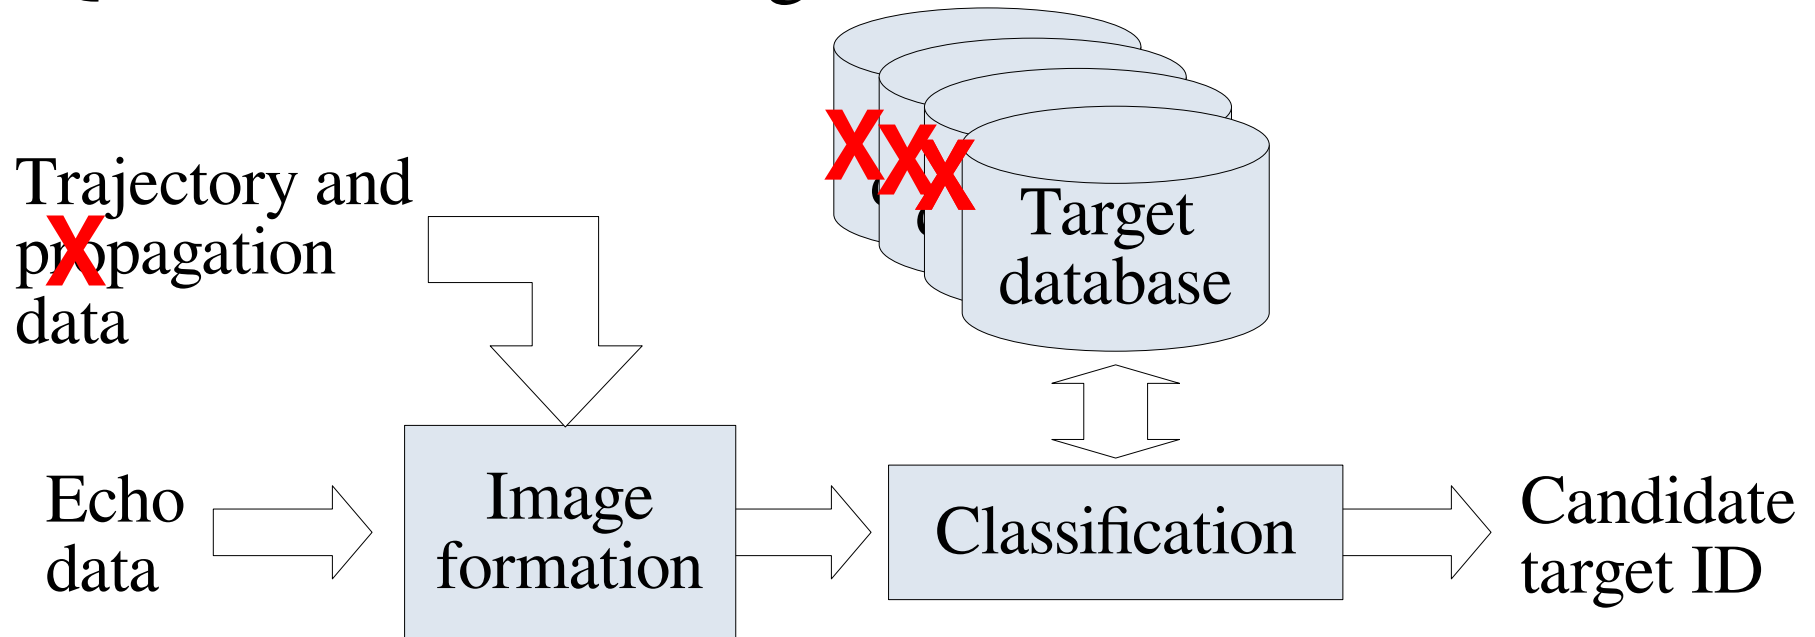 Trajectory and
propagation
data
X
X
X
X
Target
database
Echo
data
Image
formation
Classification
Candidate
target ID